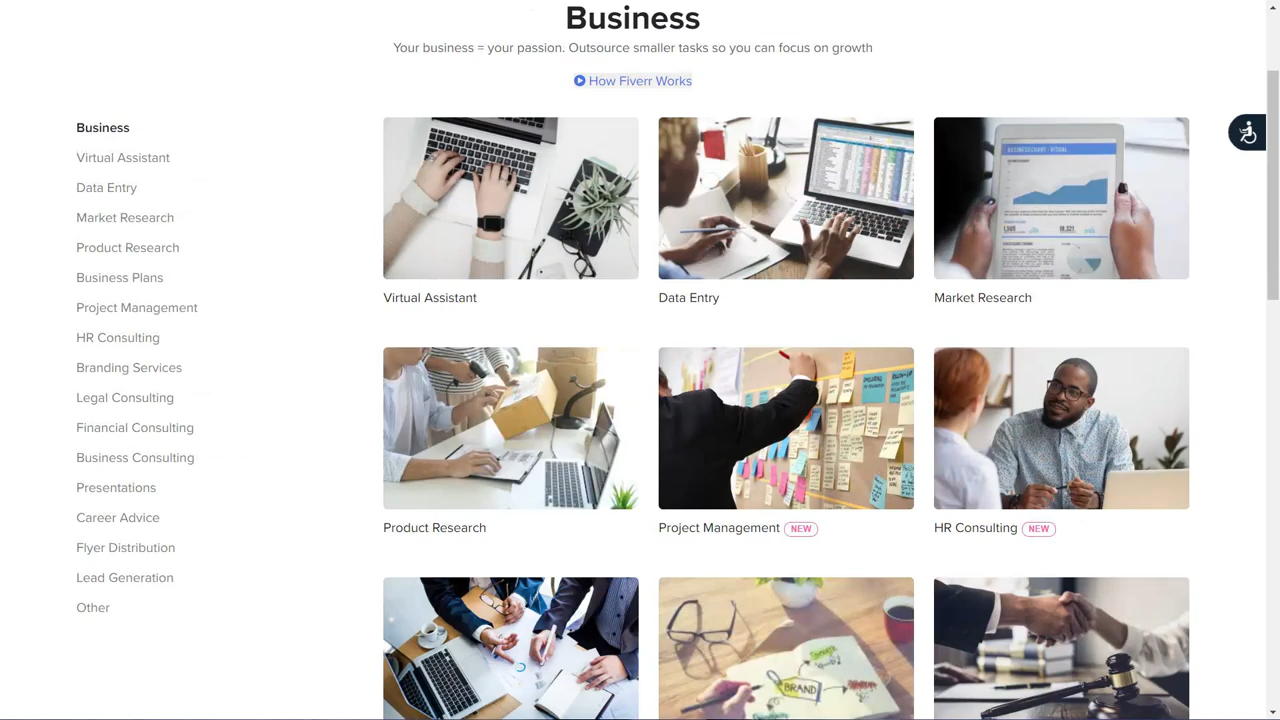 Business
Your business = your passion. Outsource smaller tasks so you can focus on growth
How Fiverr Works
Business
Virtual Assistant
Data Entry
Market Research
Product Research
Business Plans
Project Management
HR Consulting
Branding Services
Legal Consulting
Financial Consulting
Business Consulting
Presentations
Career Advice
Flyer Distribution
Lead Generation
Other
Virtual Assistant
Data Entry
Market Research
Product Research
Project Management NEW
HR Consulting NEW
BRAND